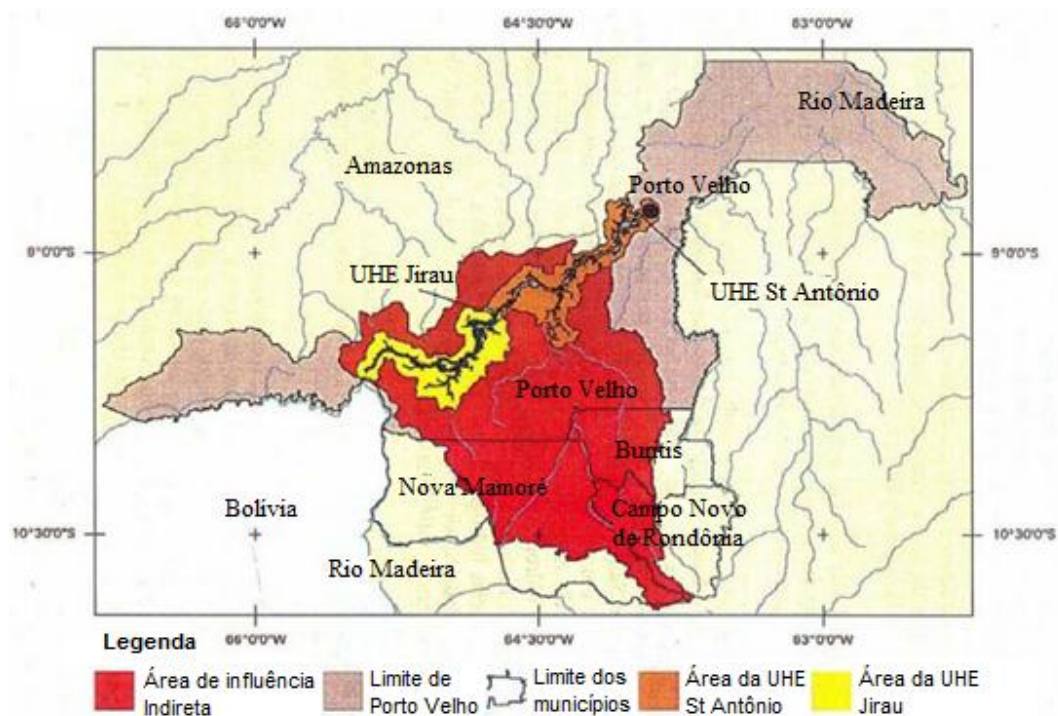 66°0'0"W 64°30'0"W 63°0'0"W
Rio Madeira
Amazonas
Porto Velho
9°0'0"S 9°0'0"S
UHE Jirau
UHE St Antônio
Porto Velho
Buritis
Nova Mamoré
Bolívia
Campo Novo
de Rondônia
10°30'0"S 10°30'0"S
Rio Madeira
66°0'0"W 64°30'0"W 63°0'0"W
Legenda
Área de influência
Indireta
Limite de
Porto Velho
Limite dos
municípios
Área da UHE
St Antônio
Área da UHE
Jirau